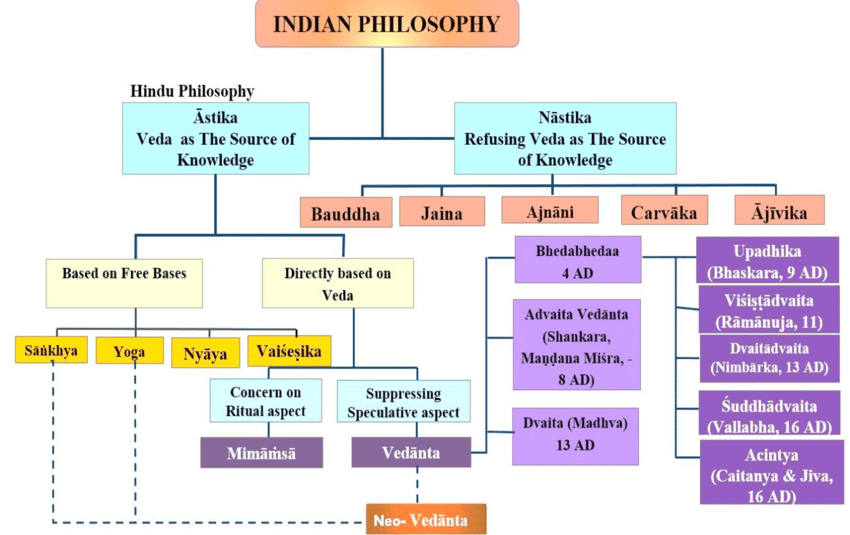 INDIAN PHILOSOPHY
Hindu Philosophy
Āstika
Veda as The Source of
Knowledge
Nāstika
Refusing Veda as The Source
of Knowledge
Bauddha
Jaina
Ajnāni
Carvāka
Ājīvika
Based on Free Bases
Directly based on
Veda
Sāṅkhya
Yoga
Nyāya
Vaiśeṣika
Concern on
Ritual aspect
Suppressing
Speculative aspect
Mimāṁsā
Vedānta
Neo- Vedānta
Bhedabhedaa
4 AD
Advaita Vedānta
(Shankara,
Maṇḍana Miśra, -
8 AD)
Dvaita (Madhva)
13 AD
Upadhika
(Bhaskara, 9 AD)
Viśiṣṭādvaita
(Rāmānuja, 11)
Dvaitādvaita
(Nimbārka, 13 AD
Śuddhādvaita
(Vallabha, 16 AD)
Acintya
(Caitanya & Jiva,
16 AD)